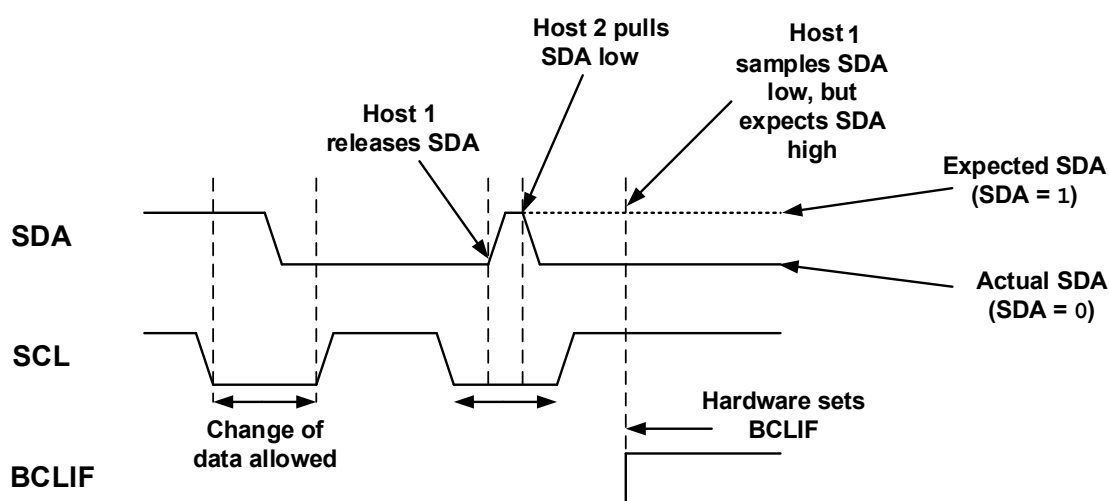 Host 2 pulls
SDA low
Host 1
samples SDA
low, but
expects SDA
high
Host 1
releases SDA
Expected SDA
(SDA = 1)
SDA
Actual SDA
(SDA = 0)
SCL
Change of
data allowed
Hardware sets
BCLIF
BCLIF